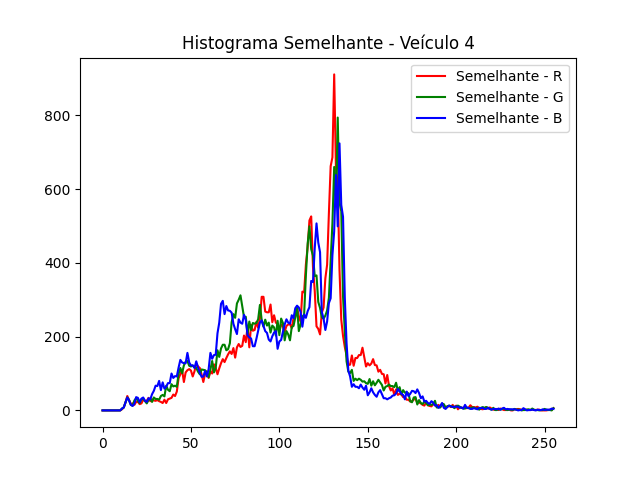 Histograma Semelhante - Veículo 4
Semelhante - R
Semelhante - G
Semelhante - B
800
600
400
200
0
0 50 100 150 200 250